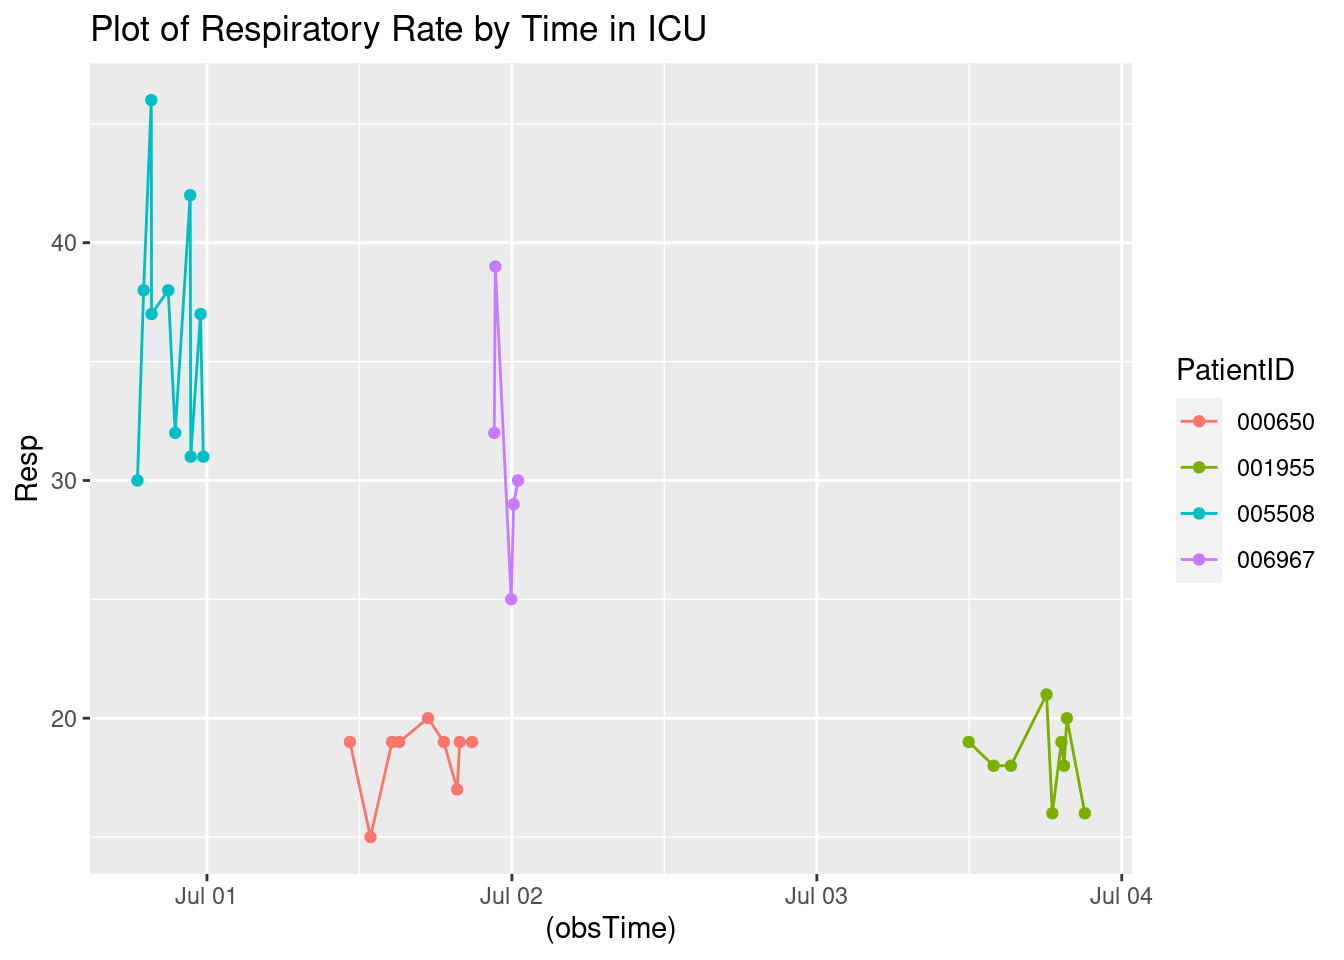 Plot of Respiratory Rate by Time in ICU
40
30
20
Resp
Jul 01
Jul 02
Jul 03
Jul 04
(obsTime)
PatientID
000650
001955
005508
006967